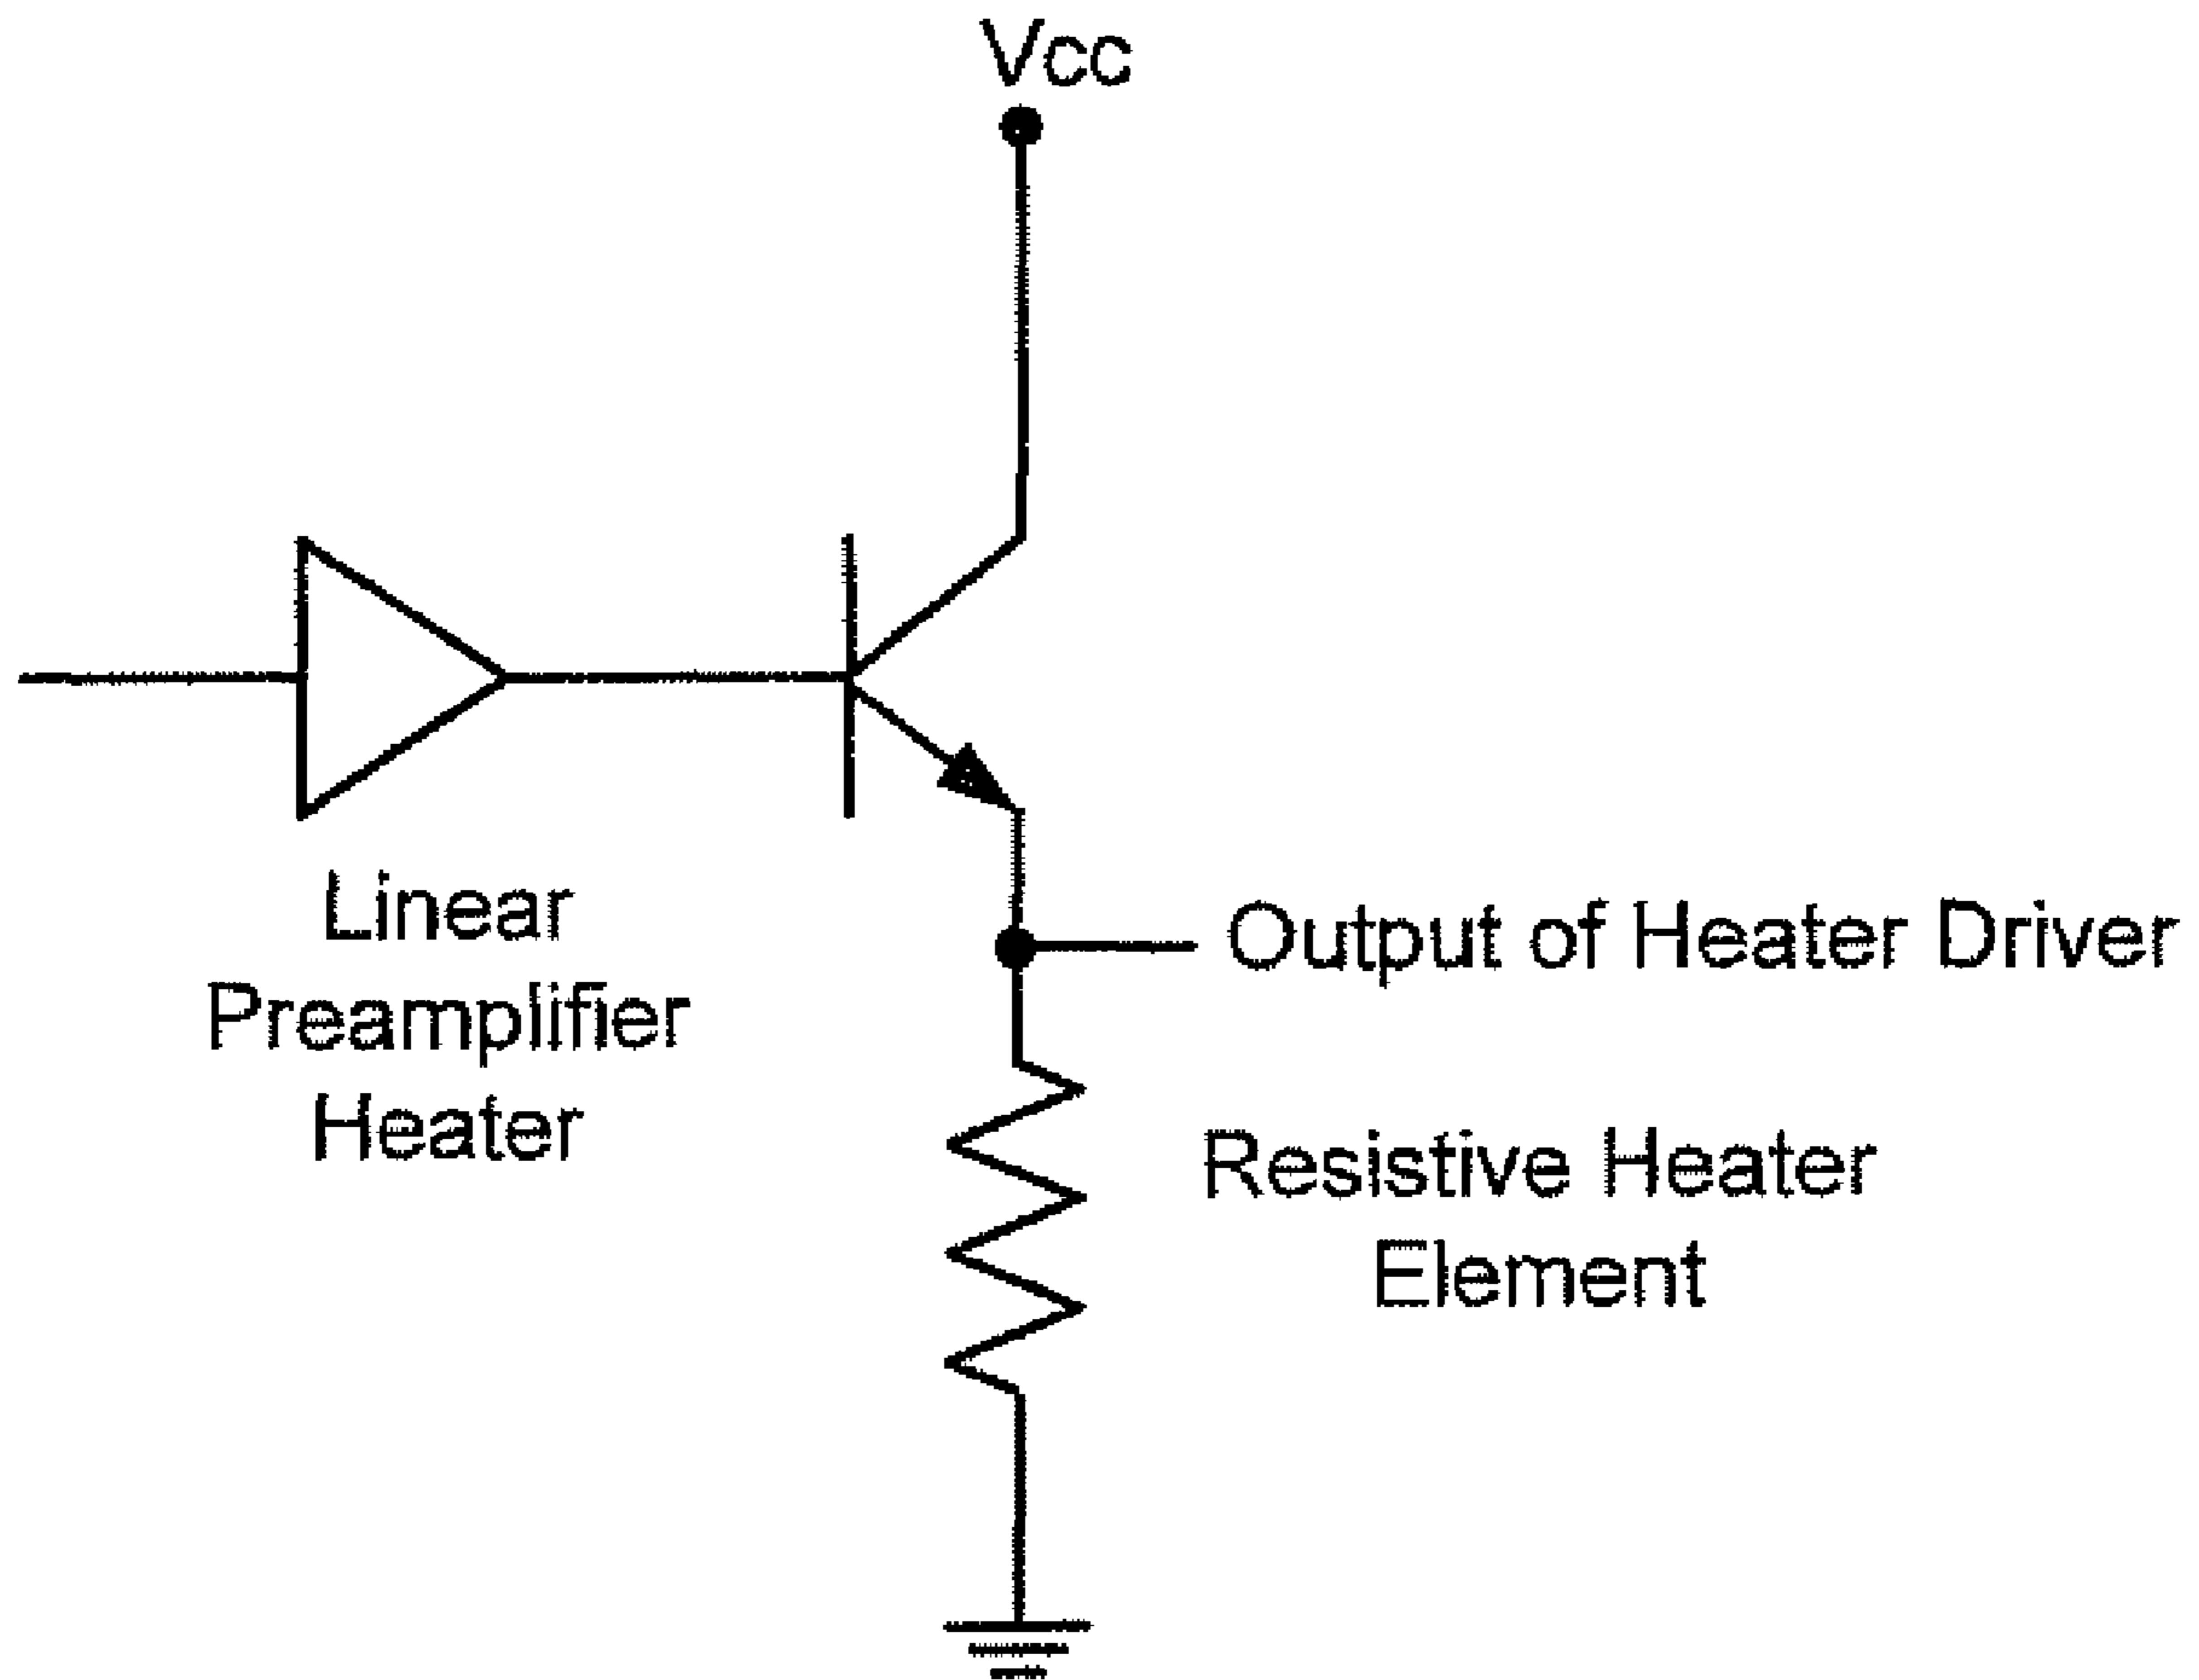 Vcc
Linear
Preamplifier
Heater
Output of Heater Driver
Resistive Heater
Element